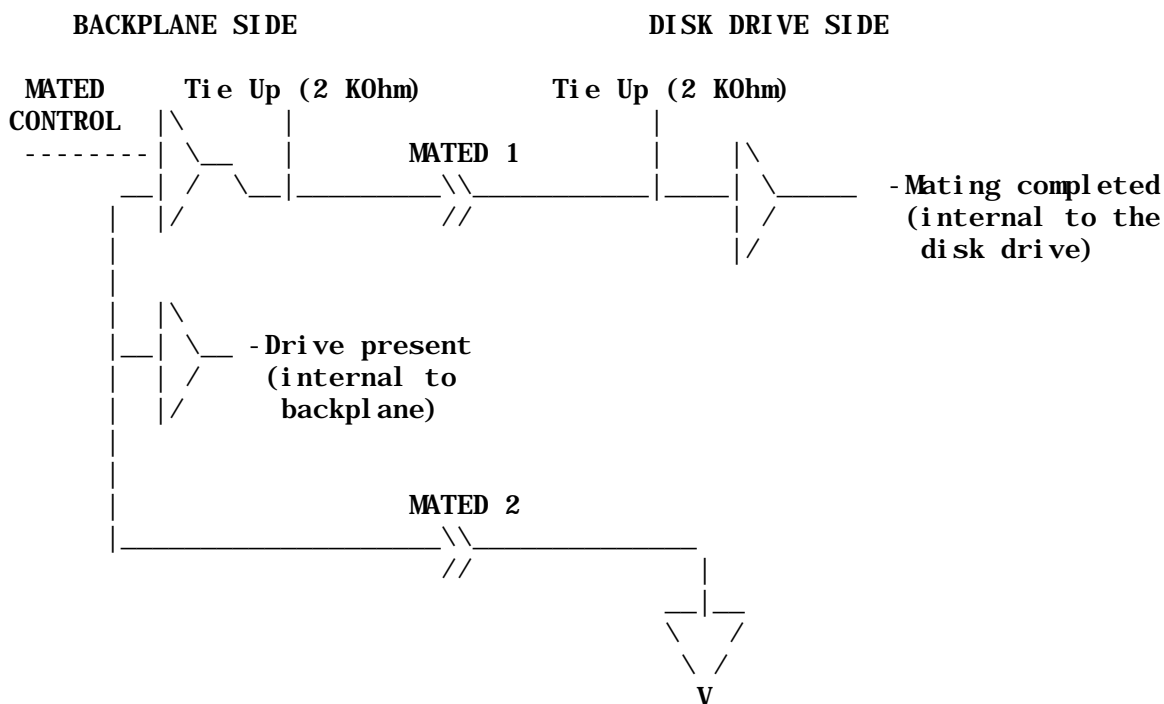 BACKPLANE SIDE DISK DRIVE SIDE
MATED Tie Up (2 KOhm) Tie Up (2 KOhm)
CONTROL
MATED 1
-Mating completed
(internal to the
disk drive)
-Drive present
(internal to
backplane)
MATED 2
V